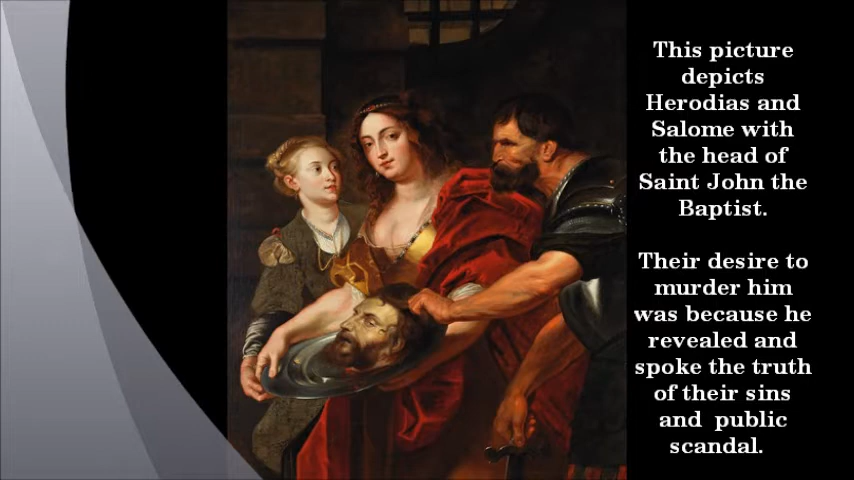 This picture
depicts
Herodias and
Salome with
the head of
Saint John the
Baptist.
Their desire to
murder him
was because he
revealed and
spoke the truth
of their sins
and public
scandal.